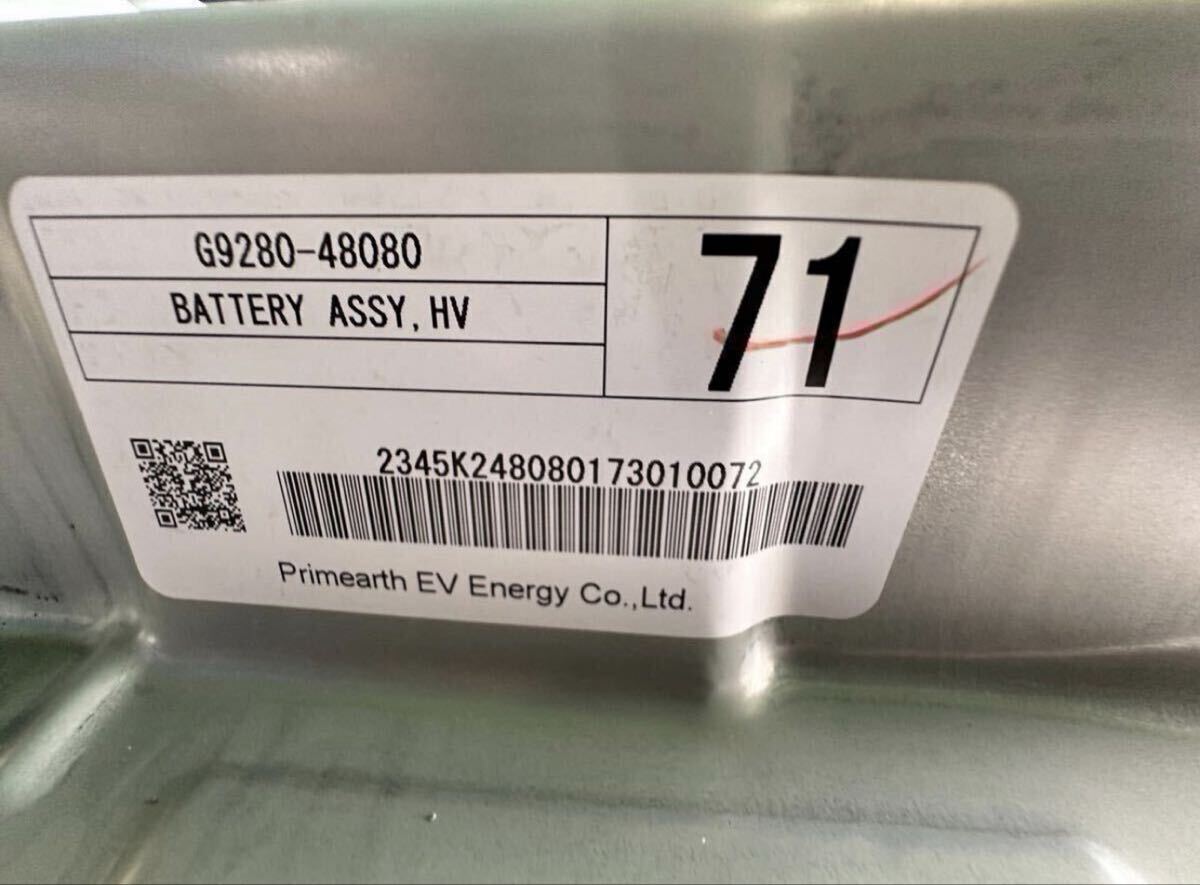 G9280-48080
BATTERY ASSY,HV
71
2345K248080173010072
Primearth EV Energy Co.,Ltd.